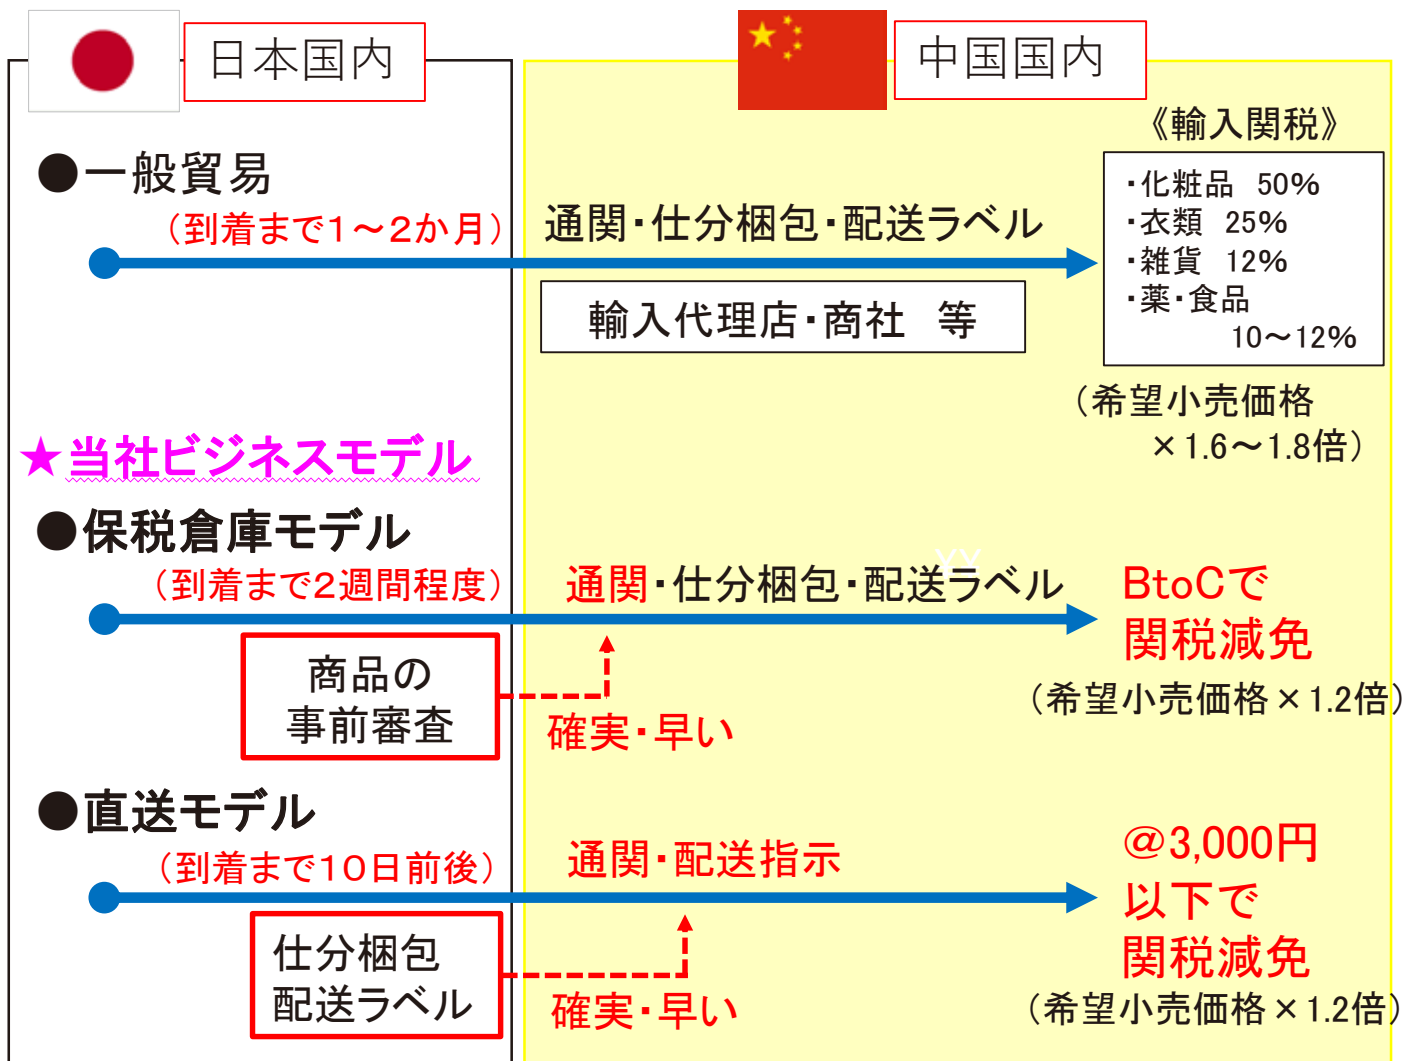 日本国内
中国国内
《輸入関税》
●一般貿易
・化粧品 50%
・衣類 25%
・雑貨 12%
・薬・食品
10～12%
（到着まで１～２か月）
通関・仕分梱包・配送ラベル
輸入代理店・商社 等
（希望小売価格
×1.6～1.8倍）
★当社ビジネスモデル
●保税倉庫モデル
（到着まで２週間程度）
通関・仕分梱包・配送ラベル
BtoCで
関税減免
商品の
事前審査
確実・早い
（希望小売価格×1.2倍）
●直送モデル
（到着まで１０日前後）
通関・配送指示
＠3,000円
以下で
関税減免
仕分梱包
配送ラベル
確実・早い
（希望小売価格×1.2倍）